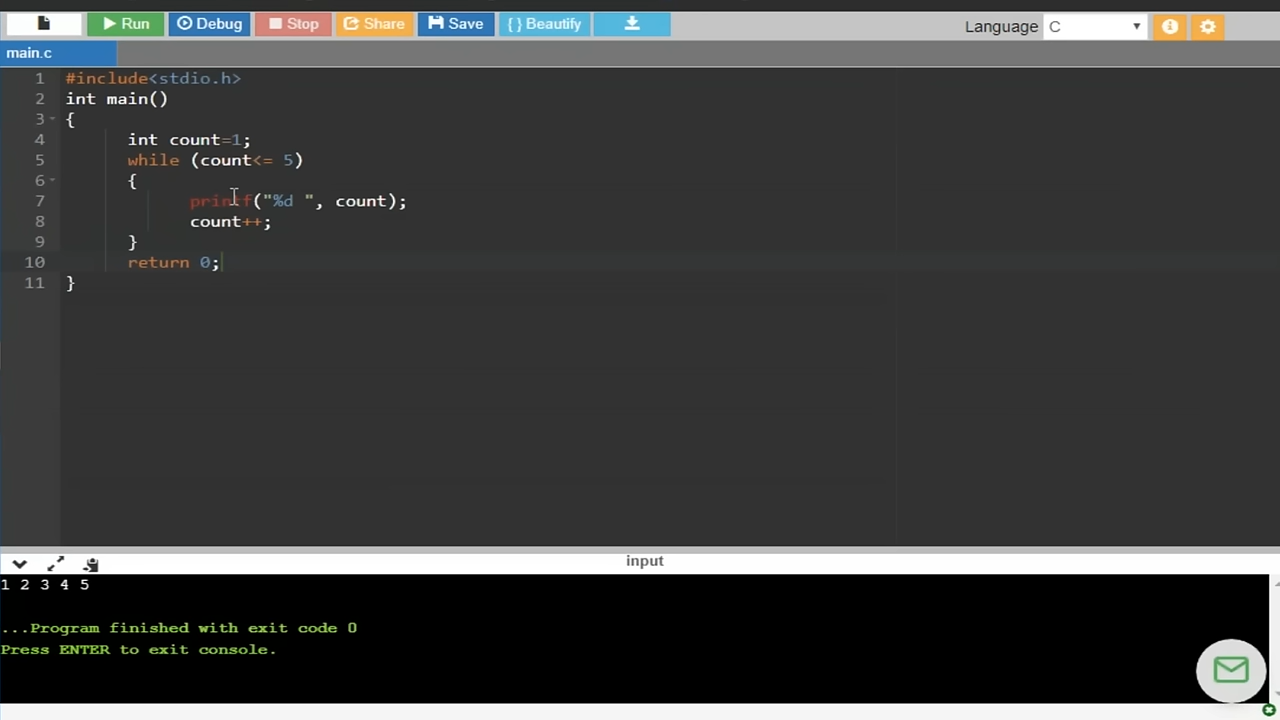 Run Debug Stop Share Save { } Beautify Language C
main.c
1 #include<stdio.h>
2 int main()
3 {
4 int count=1;
5 while (count<= 5)
6 {
7 printf("%d ", count);
8 count++;
9 }
10 return 0;
11 }
input
1 2 3 4 5
...Program finished with exit code 0
Press ENTER to exit console.